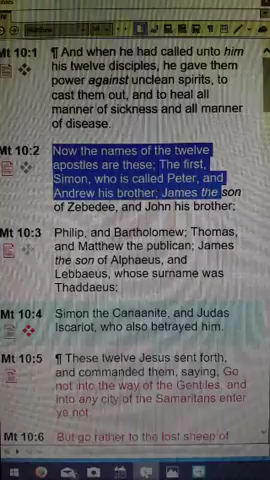 Mt 10:1 ¶ And when he had called unto him
his twelve disciples, he gave them
power against unclean spirits, to
cast them out, and to heal all
manner of sickness and all manner
of disease.
Mt 10:2 Now the names of the twelve
apostles are these; The first,
Simon, who is called Peter, and
Andrew his brother; James the son
of Zebedee, and John his brother;
Mt 10:3 Philip, and Bartholomew; Thomas,
and Matthew the publican; James
the son of Alphaeus, and
Lebbaeus, whose surname was
Thaddaeus;
Mt 10:4 Simon the Canaanite, and Judas
Iscariot, who also betrayed him.
Mt 10:5 ¶ These twelve Jesus sent forth,
and commanded them, saying, Go
not into the way of the Gentiles, and
into any city of the Samaritans enter
ye not
Mt 10:6 But go rather to the lost sheep of